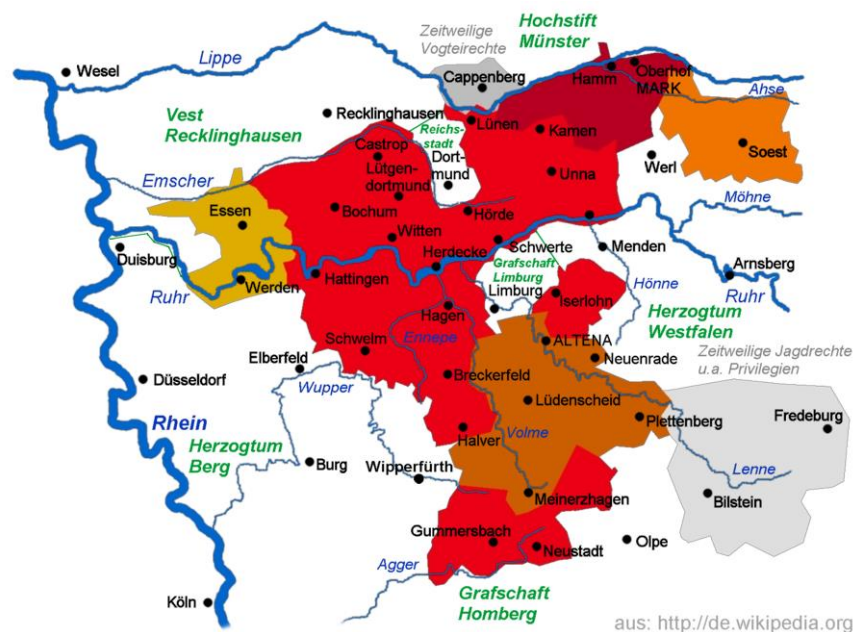 Hochstift
Münster
Zeitweilige
Vogteirechte
Lippe
Wesel
Cappenberg
Hamm
Oberhof
MARK
Ahse
Vest
Recklinghausen
Recklinghausen
Reichs-
stadt
Lünen
Kamen
Castrop
Lütgen-
dortmund
Dort-
mund
Soest
Werl
Unna
Emscher
Möhne
Essen
Bochum
Hörde
Witten
Duisburg
Herdecke
Schwerte
Menden
Grafschaft
Limburg
Arnsberg
Werden
Hattingen
Limburg
Hönne
Ruhr
Iserlohn
Ruhr
Hagen
Herzogtum
Westfalen
Ennepe
Schwelm
ALTENA
Neuenrade
Zeitweilige Jagdrechte
u.a. Privilegien
Elberfeld
Düsseldorf
Wupper
Breckerfeld
Lüdenscheid
Plettenberg
Fredeburg
Rhein
Halver
Volme
Herzogtum
Berg
Burg
Wipperfürth
Lenne
Meinerzhagen
Bilstein
Gummersbach
Neustadt
Olpe
Agger
Grafschaft
Homberg
Köln
aus: http://de.wikipedia.org